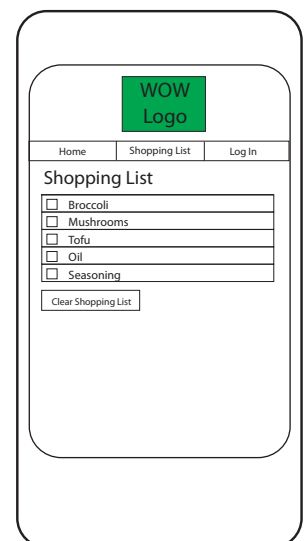 WOW
Logo
Home Shopping List Log In
Shopping List
Broccoli
Mushrooms
Tofu
Oil
Seasoning
Clear Shopping List